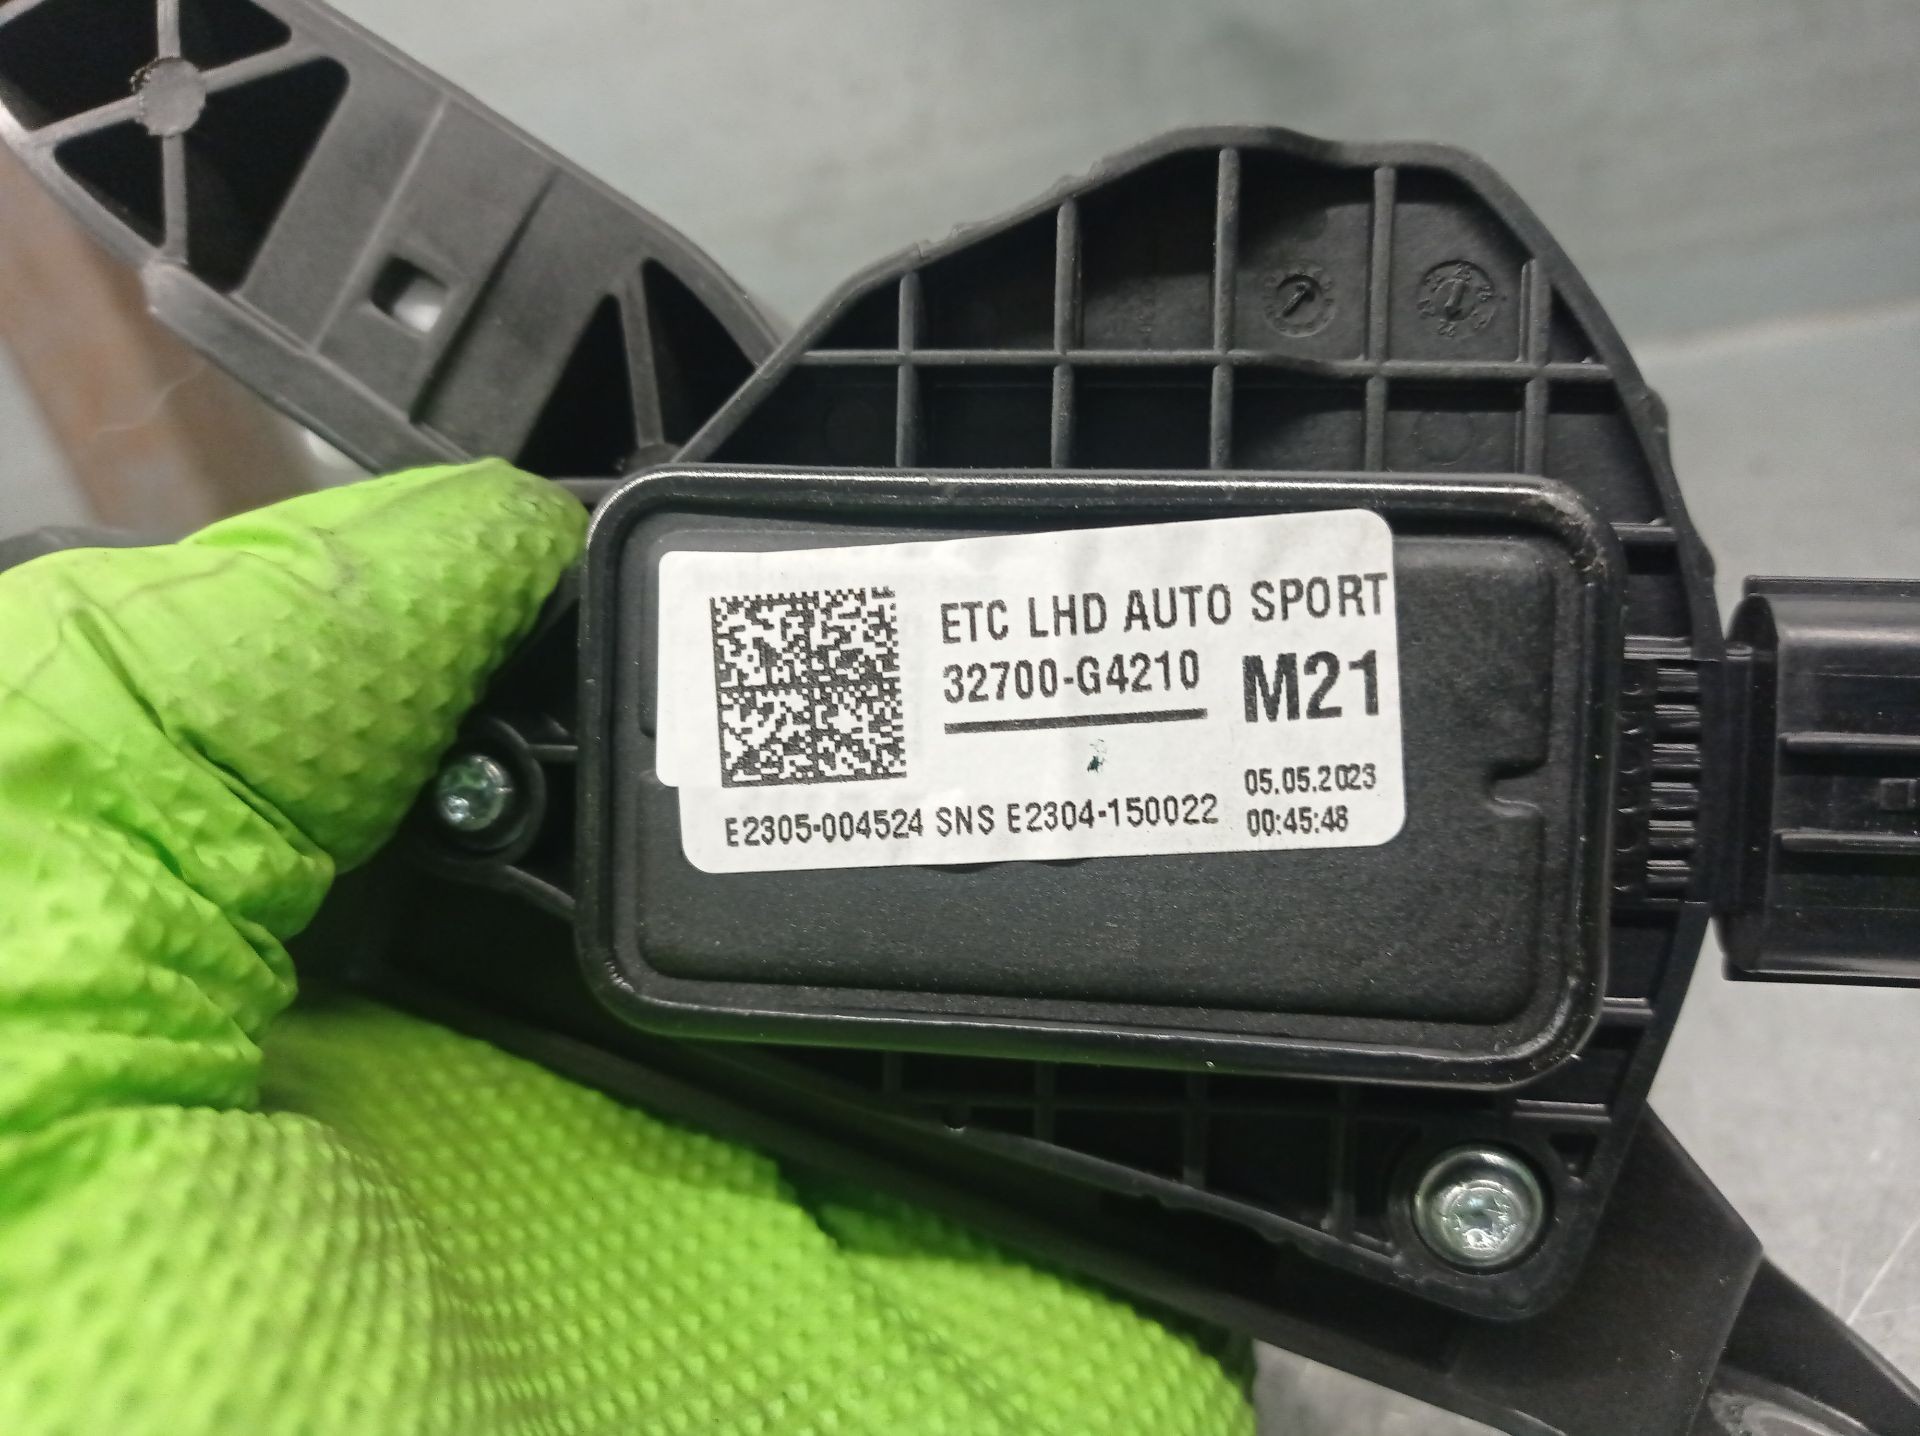 ETC LHD AUTO SPORT
32700-G4210 M21
05.05.2023
E2305-004524 SNS E2304-150022 00:45:48